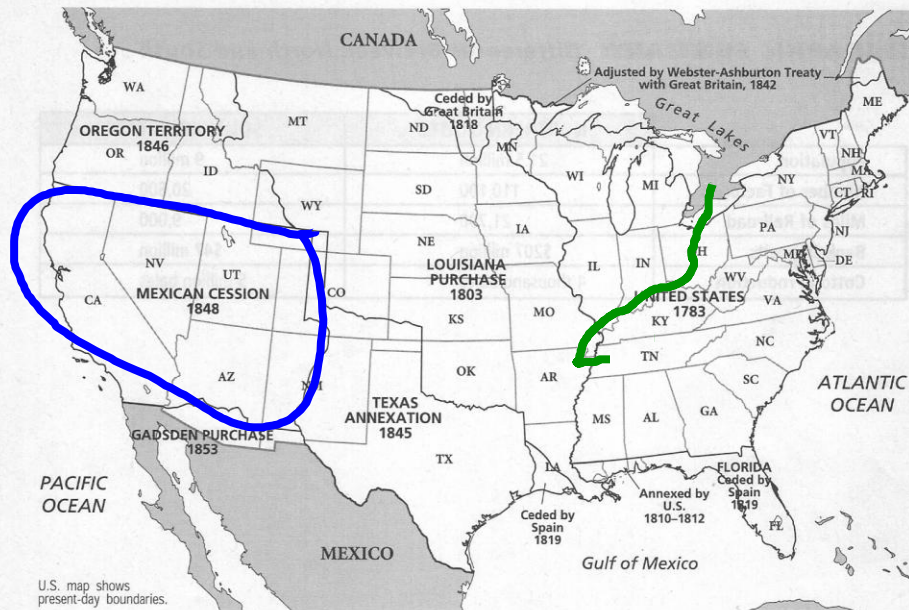 CANADA
Adjusted by Webster-Ashburton Treaty
with Great Britain, 1842
Great Lakes
Ceded by
Great Britain
1818
WA
MT
ND
MN
ME
VT
NH
MA
CT
RI
NY
OREGON TERRITORY
1846
OR
ID
WY
SD
WI
MI
PA
NJ
MD
DE
NE
IA
IL
IN
WV
VA
NV
UT
CO
CA
MEXICAN CESSION
1848
LOUISIANA
PURCHASE
1803
UNITED STATES
1783
KS
MO
KY
NC
TN
AZ
OK
AR
SC
TEXAS
ANNEXATION
1845
MS
AL
GA
ATLANTIC
OCEAN
GADSDEN PURCHASE
1853
TX
LA
PACIFIC
OCEAN
Ceded by
Spain
1819
Annexed by
U.S.
1810–1812
FLORIDA
Ceded by
Spain
1819
FL
MEXICO
Gulf of Mexico
U.S. map shows
present-day boundaries.